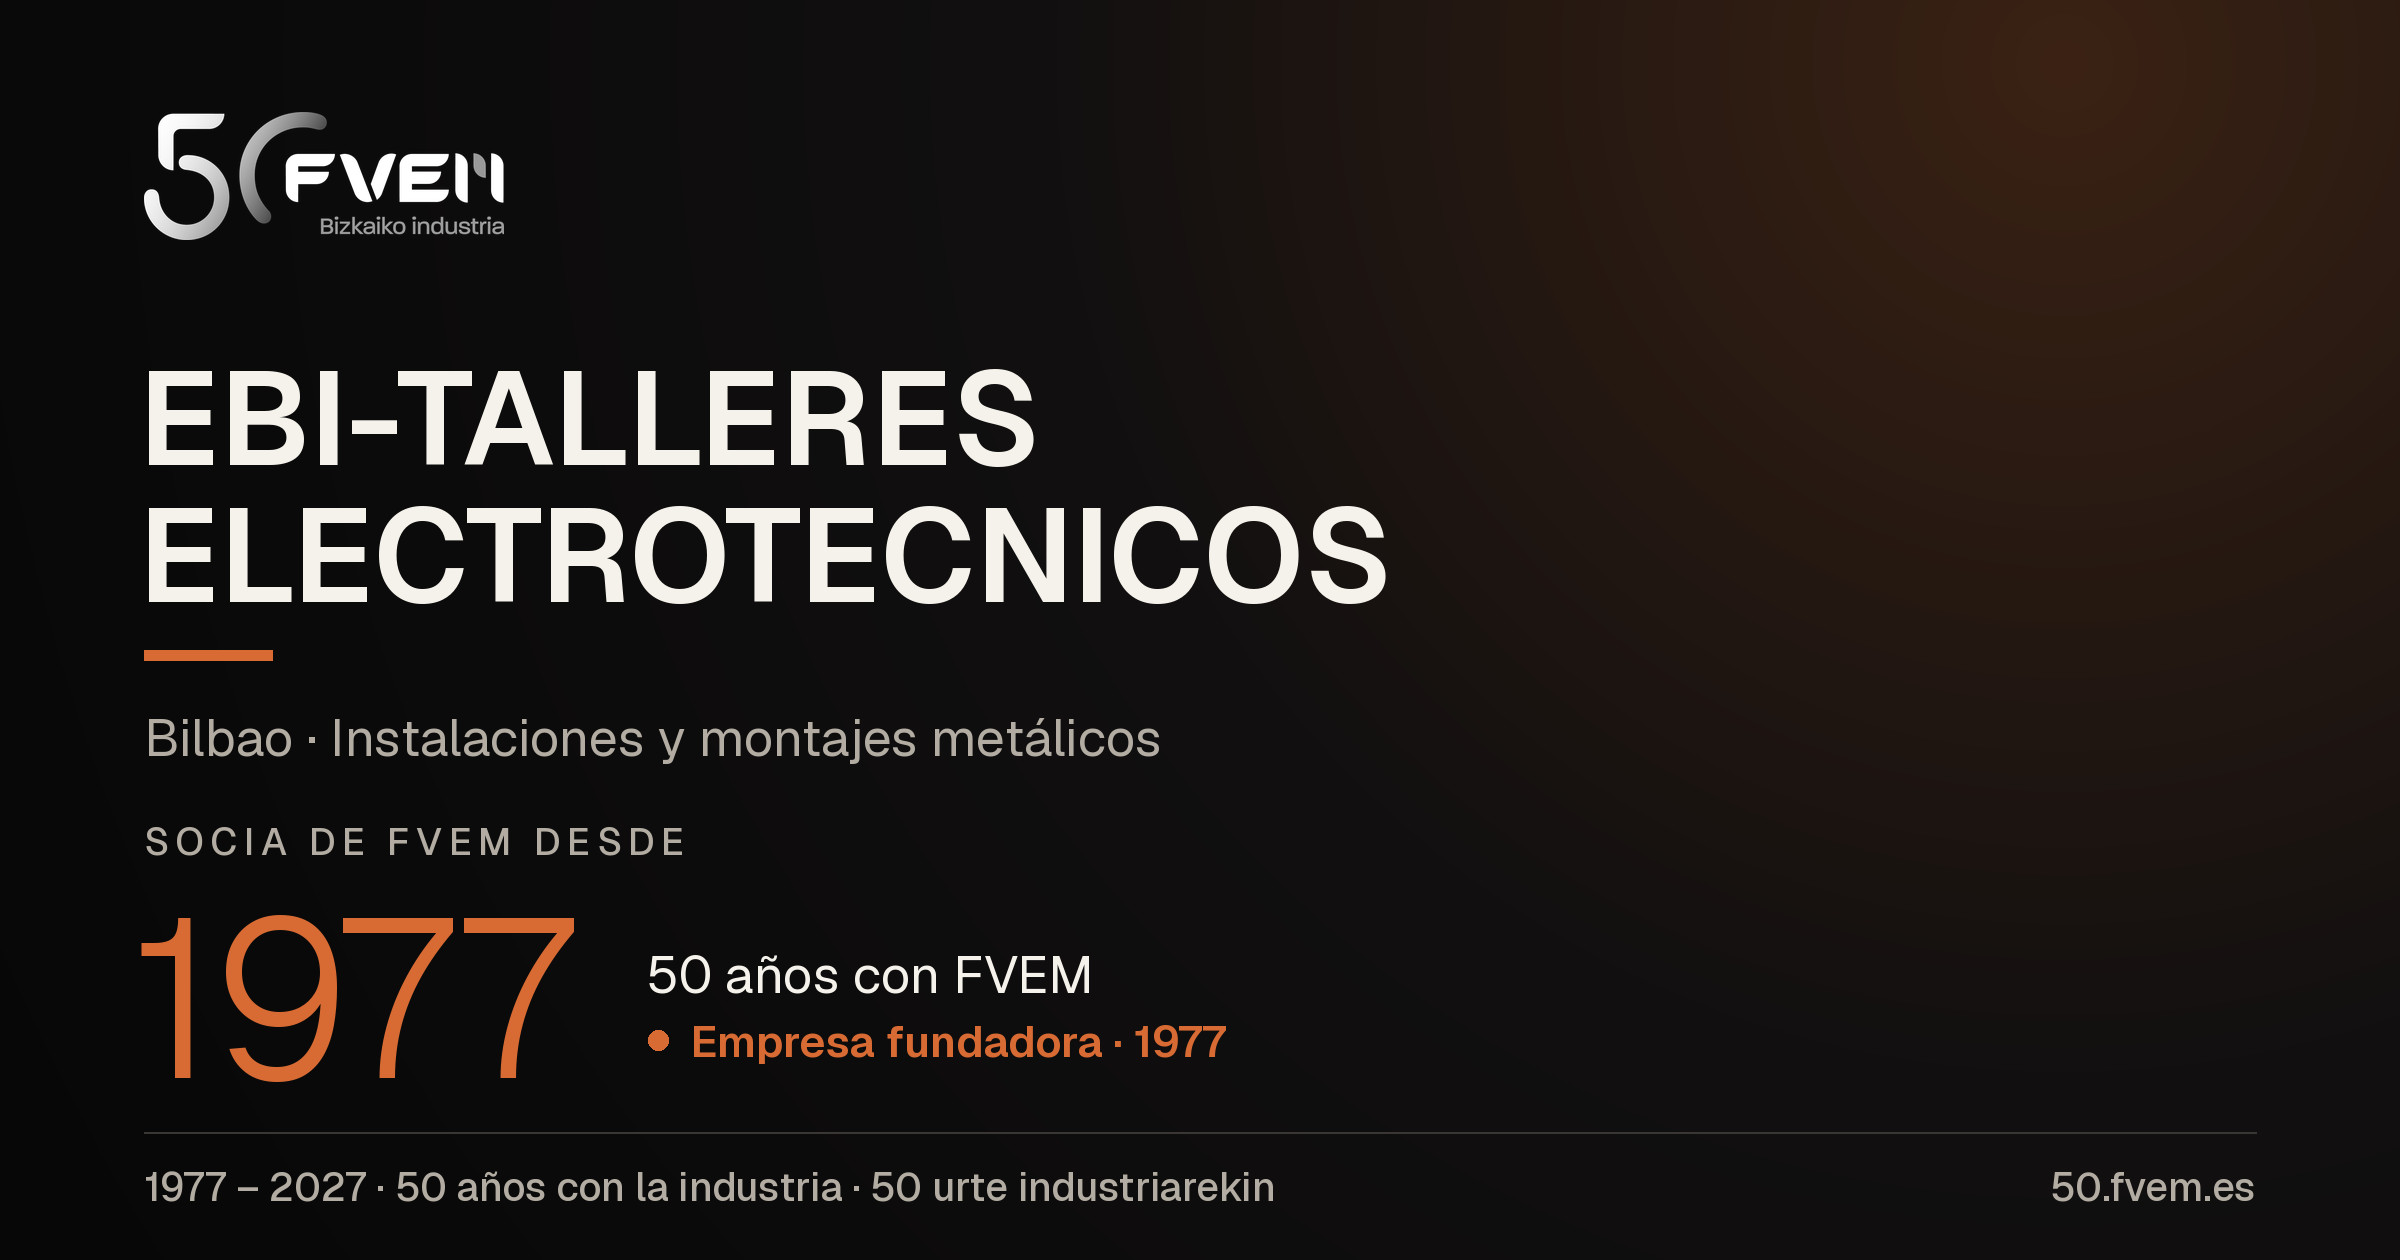 50 FVEM
Bizkaiko industria
EBI-TALLERES
ELECTROTECNICOS
Bilbao · Instalaciones y montajes metálicos
SOCIA DE FVEM DESDE
1977
50 años con FVEM
Empresa fundadora · 1977
1977 – 2027 · 50 años con la industria · 50 urte industriarekin
50.fvem.es